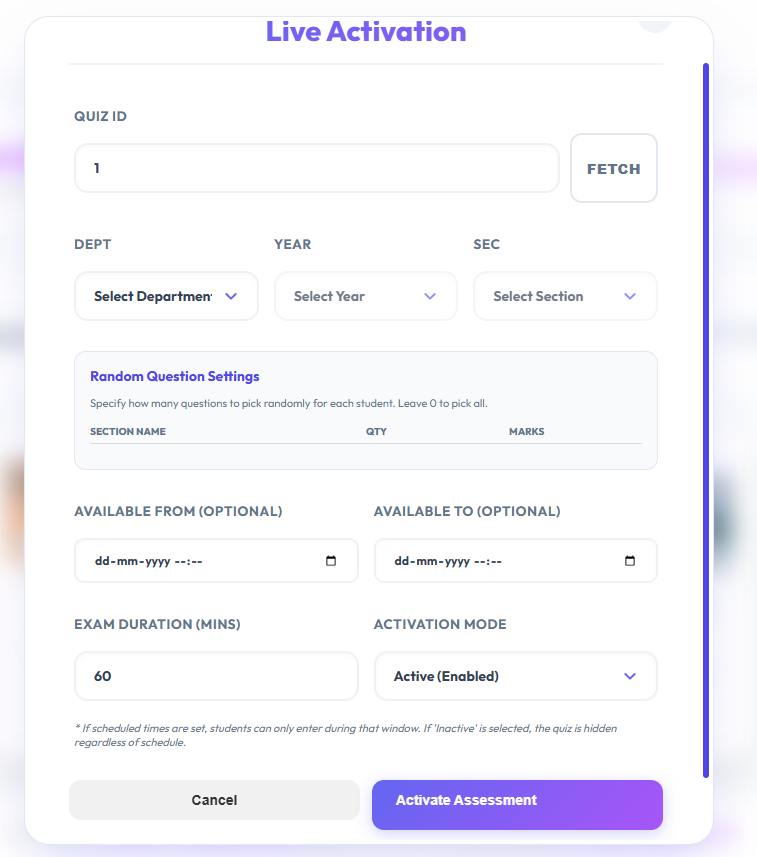 Live Activation
QUIZ ID
1
FETCH
DEPT YEAR SEC
Select Department Select Year Select Section
Random Question Settings
Specify how many questions to pick randomly for each student. Leave 0 to pick all.
SECTION NAME QTY MARKS
AVAILABLE FROM (OPTIONAL) AVAILABLE TO (OPTIONAL)
dd-mm-yyyy --:-- dd-mm-yyyy --:--
EXAM DURATION (MINS) ACTIVATION MODE
60 Active (Enabled)
* If scheduled times are set, students can only enter during that window. If 'Inactive' is selected, the quiz is hidden
regardless of schedule.
Cancel Activate Assessment